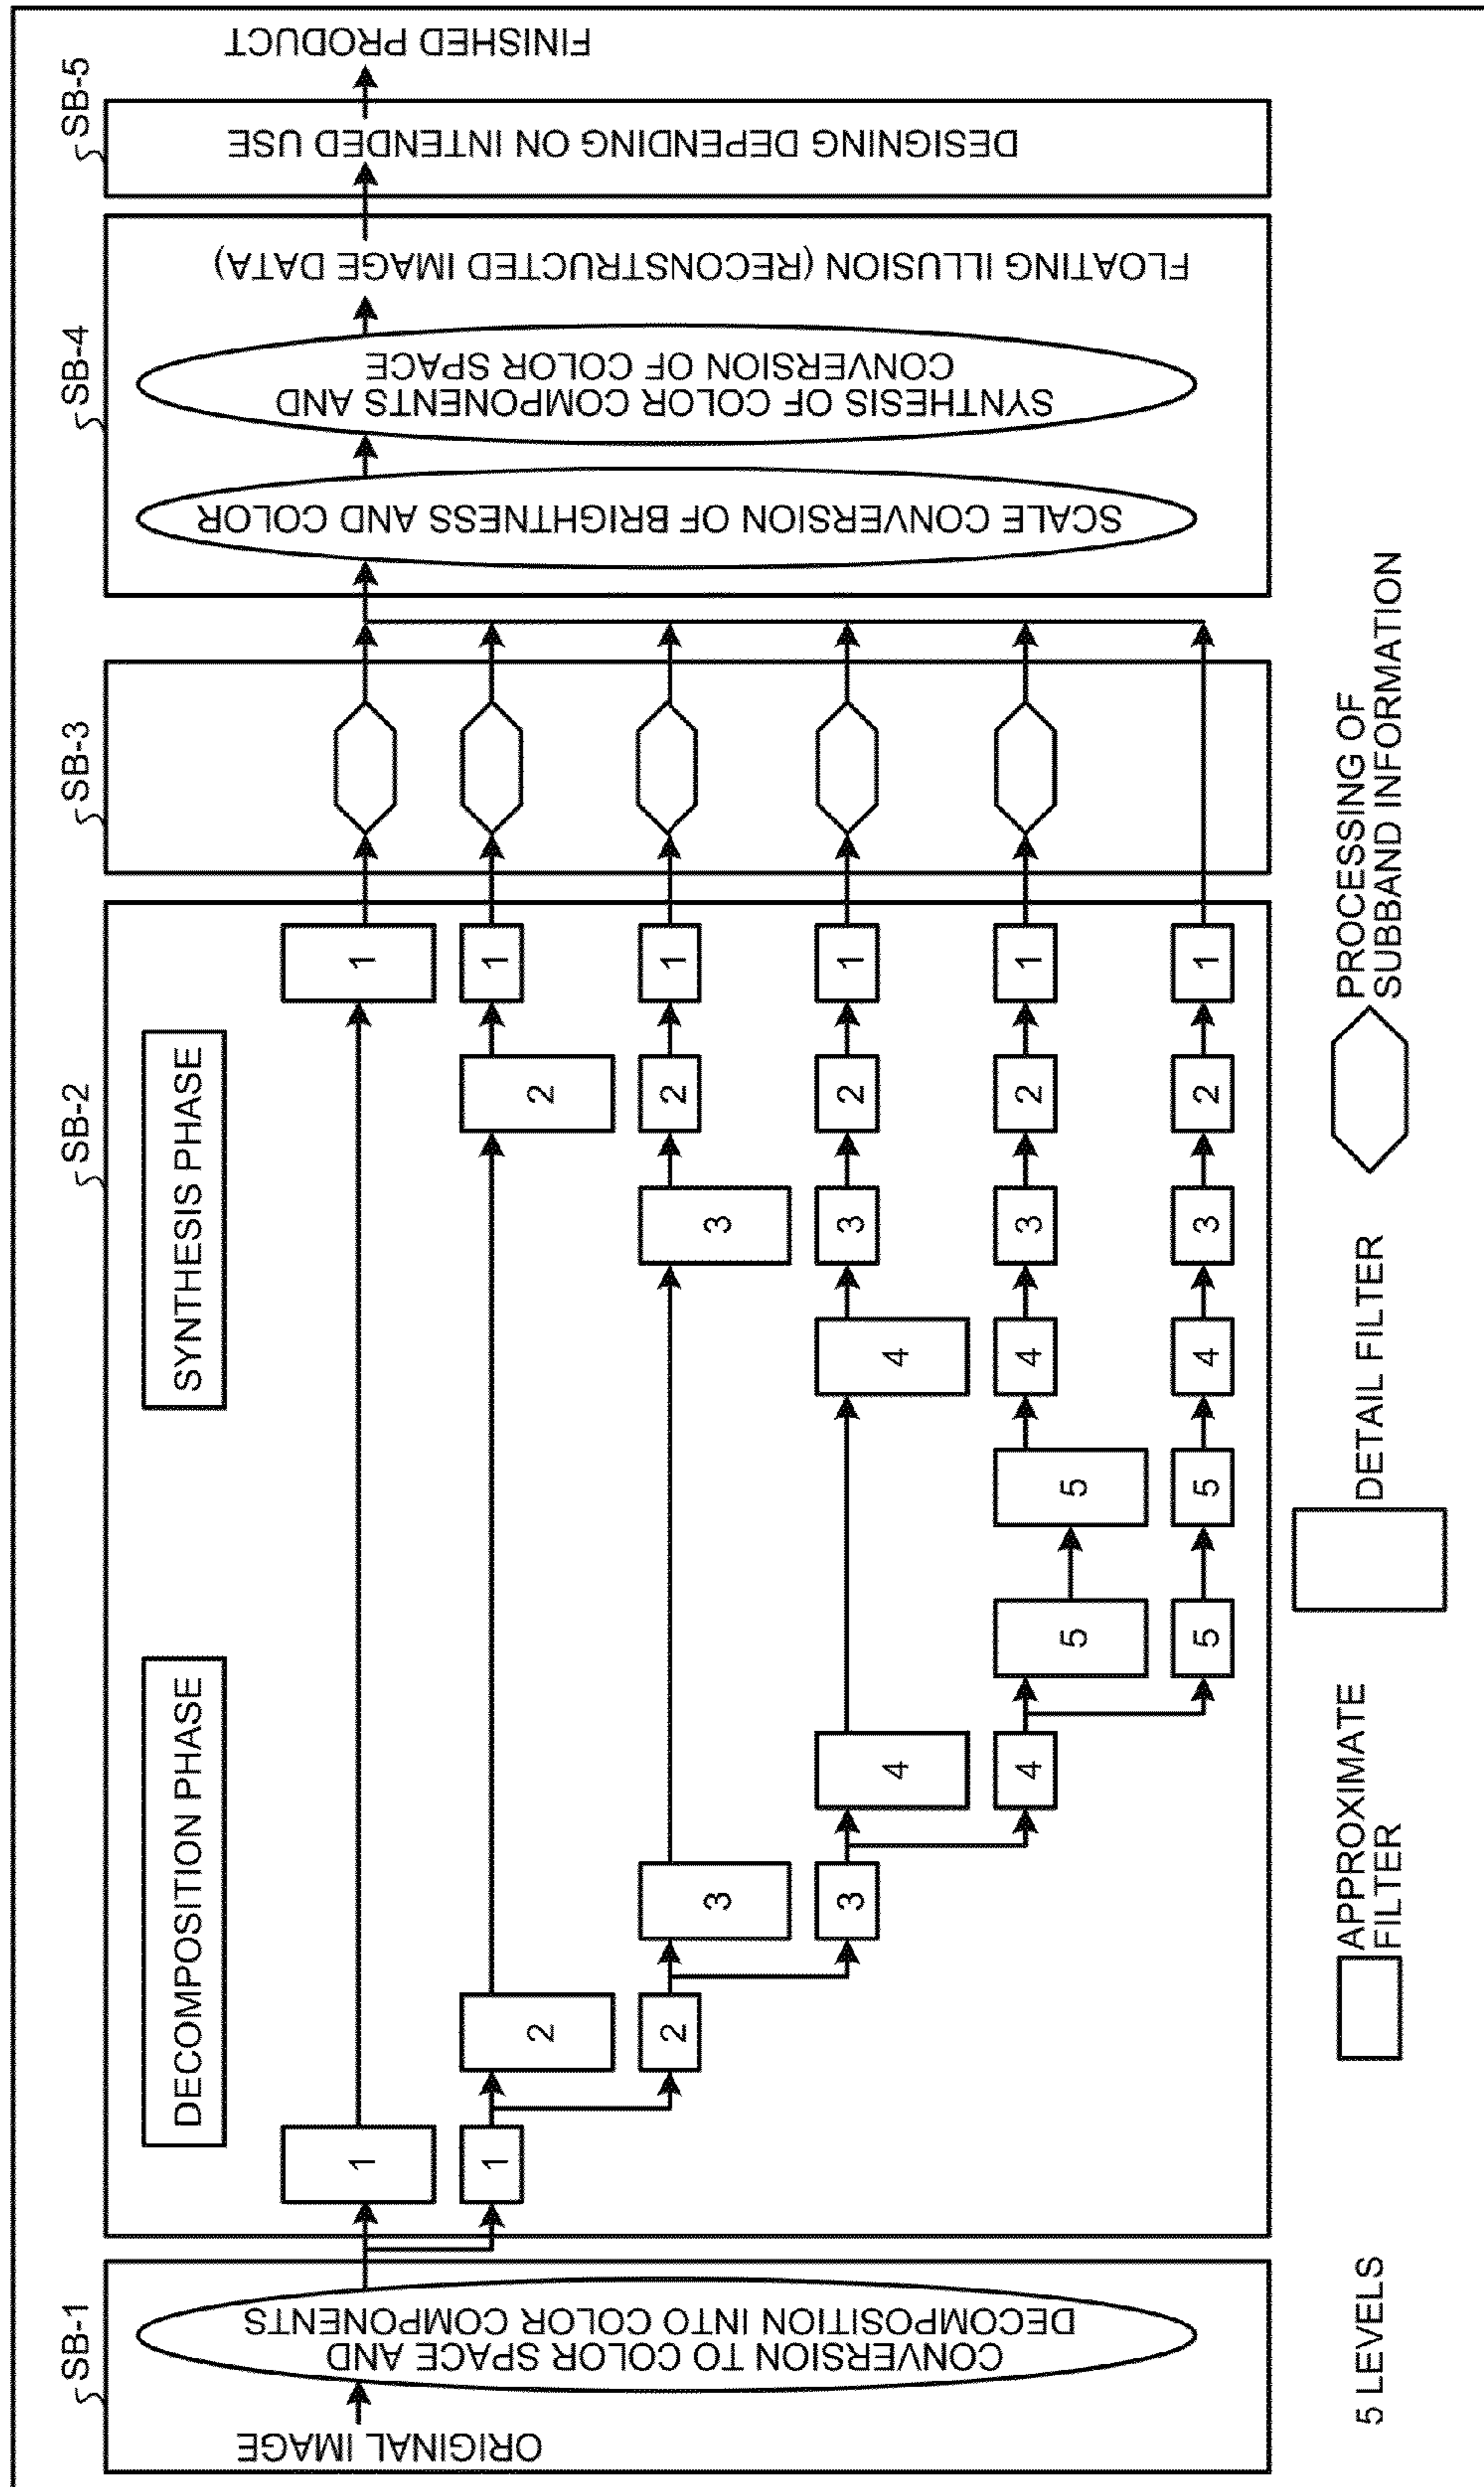 SB-1
SB-2
SB-3
SB-4
SB-5
ORIGINAL IMAGE
CONVERSION TO COLOR SPACE AND
DECOMPOSITION INTO COLOR COMPONENTS
DECOMPOSITION PHASE
SYNTHESIS PHASE
1
1
1
2
2
1
2
3
3
2
1
3
4
4
3
2
1
4
5
5
4
3
2
1
5
5
4
3
2
1
SCALE CONVERSION OF BRIGHTNESS AND COLOR
SYNTHESIS OF COLOR COMPONENTS AND
CONVERSION OF COLOR SPACE
FLOATING ILLUSION (RECONSTRUCTED IMAGE DATA)
DESIGNING DEPENDING ON INTENDED USE
FINISHED PRODUCT
5 LEVELS
APPROXIMATE
FILTER
DETAIL FILTER
PROCESSING OF
SUBBAND INFORMATION